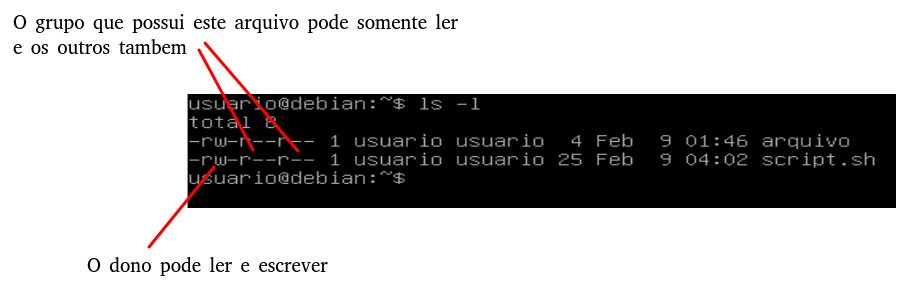 O grupo que possui este arquivo pode somente ler
e os outros tambem
usuario@debian:~$ ls -l
total 8
-rw-r--r-- 1 usuario usuario  4 Feb  9 01:46 arquivo
-rw-r--r-- 1 usuario usuario 25 Feb  9 04:02 script.sh
usuario@debian:~$
O dono pode ler e escrever